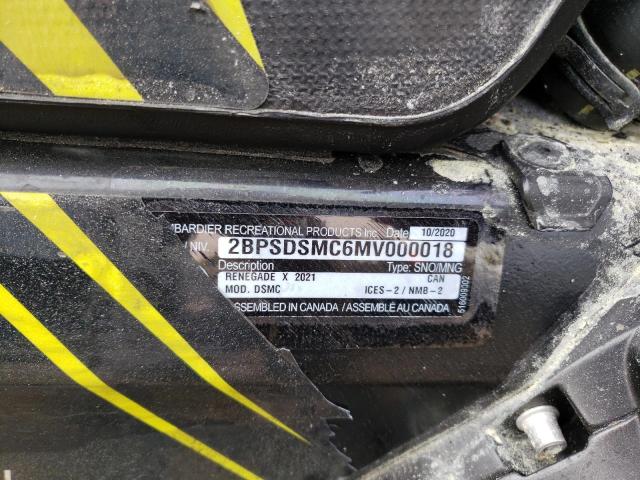 'BARDIER RECREATIONAL PRODUCTS Inc. Date 10/2020
/ NIV. 2BPSDSMC6MV000018
Description Type: SNO/MNG
RENEGADE X 2021 CAN
MOD. DSMC ICES-2 / NMB-2
ASSEMBLED IN CANADA / ASSEMBLÉ AU CANADA
516009302